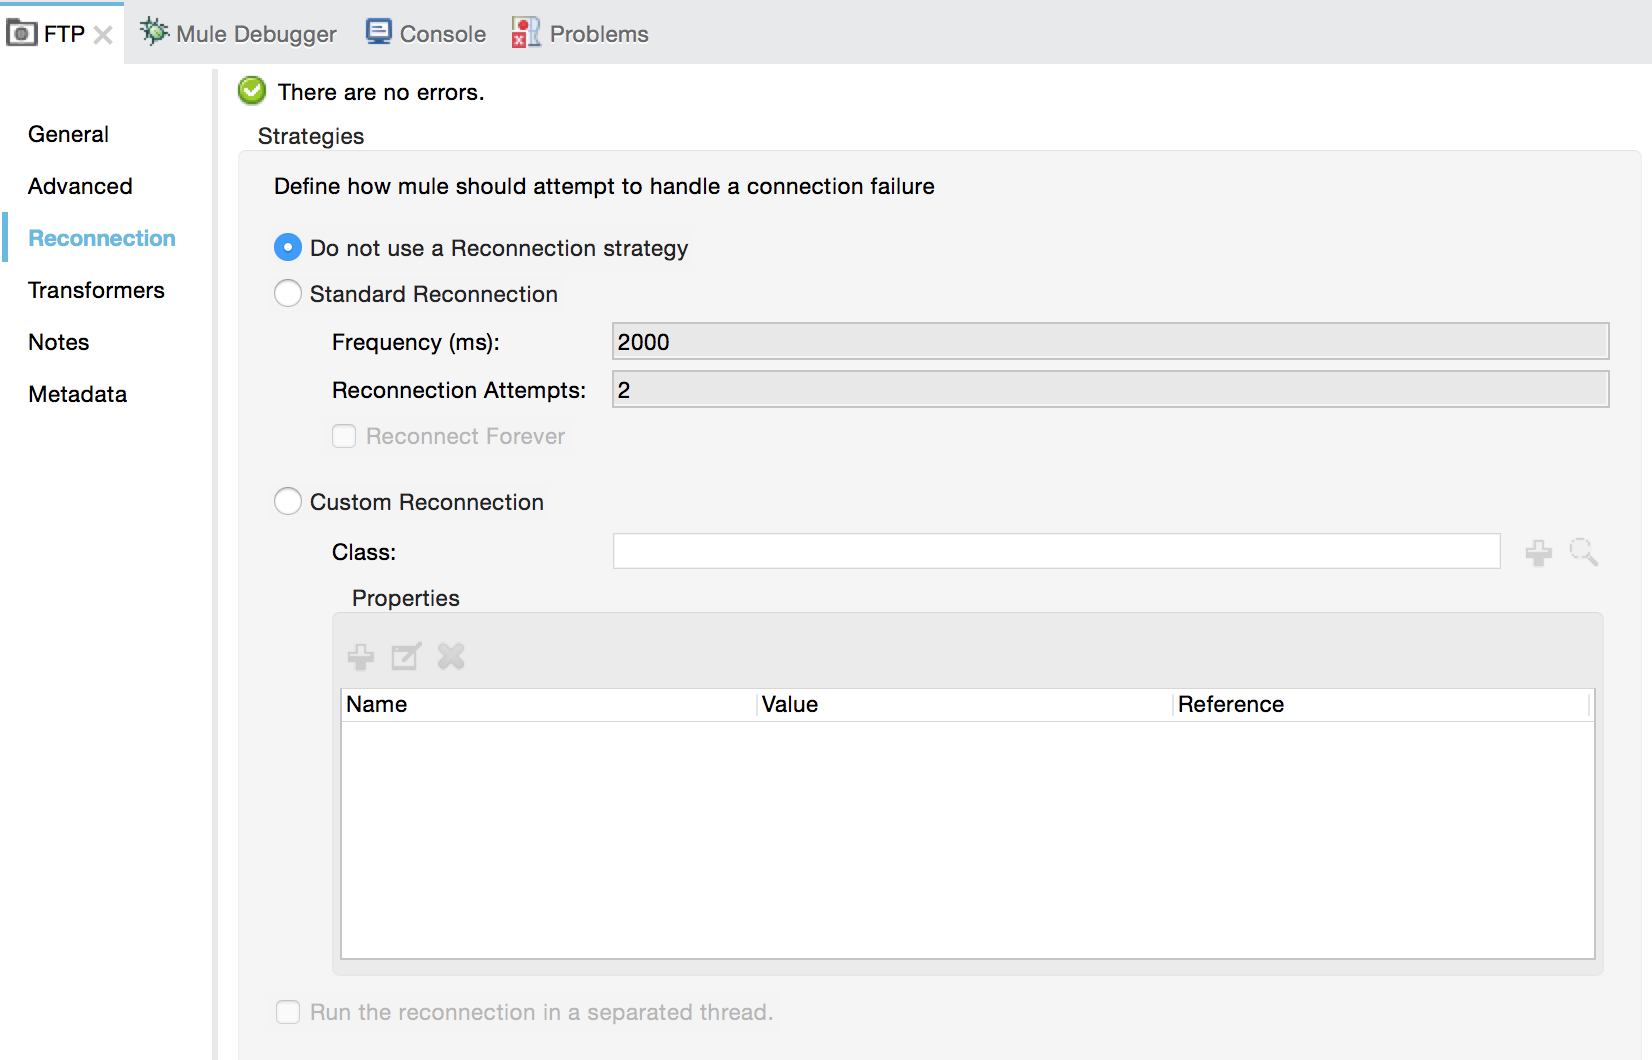 FTP Mule Debugger Console Problems
There are no errors.
General
Advanced
Reconnection
Transformers
Notes
Metadata
Strategies
Define how mule should attempt to handle a connection failure
Do not use a Reconnection strategy
Standard Reconnection
Frequency (ms): 2000
Reconnection Attempts: 2
Reconnect Forever
Custom Reconnection
Class:
Properties
Name Value Reference
Run the reconnection in a separated thread.